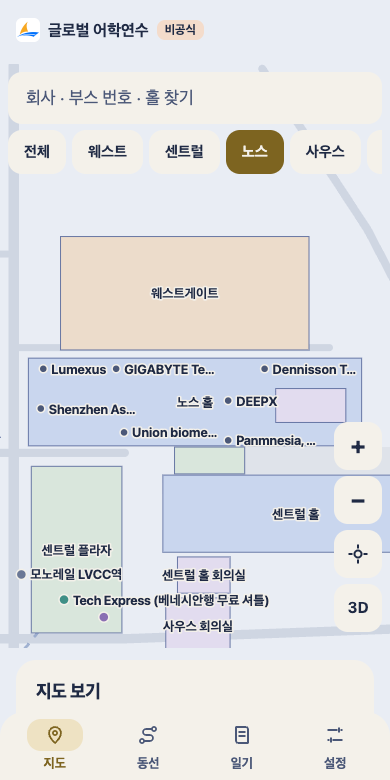 글로벌 어학연수 비공식
회사 · 부스 번호 · 홀 찾기
전체 웨스트 센트럴 노스 사우스
웨스트게이트
Lumexus GIGABYTE Te... Dennisson T...
Shenzhen As... 노스 홀 DEEPX
Union biome... Panmnesia, ...
센트럴 홀
센트럴 플라자
모노레일 LVCC역 센트럴 홀 회의실
Tech Express (베네시안행 무료 셔틀)
사우스 회의실
+
−
3D
지도 보기
지도 동선 일기 설정